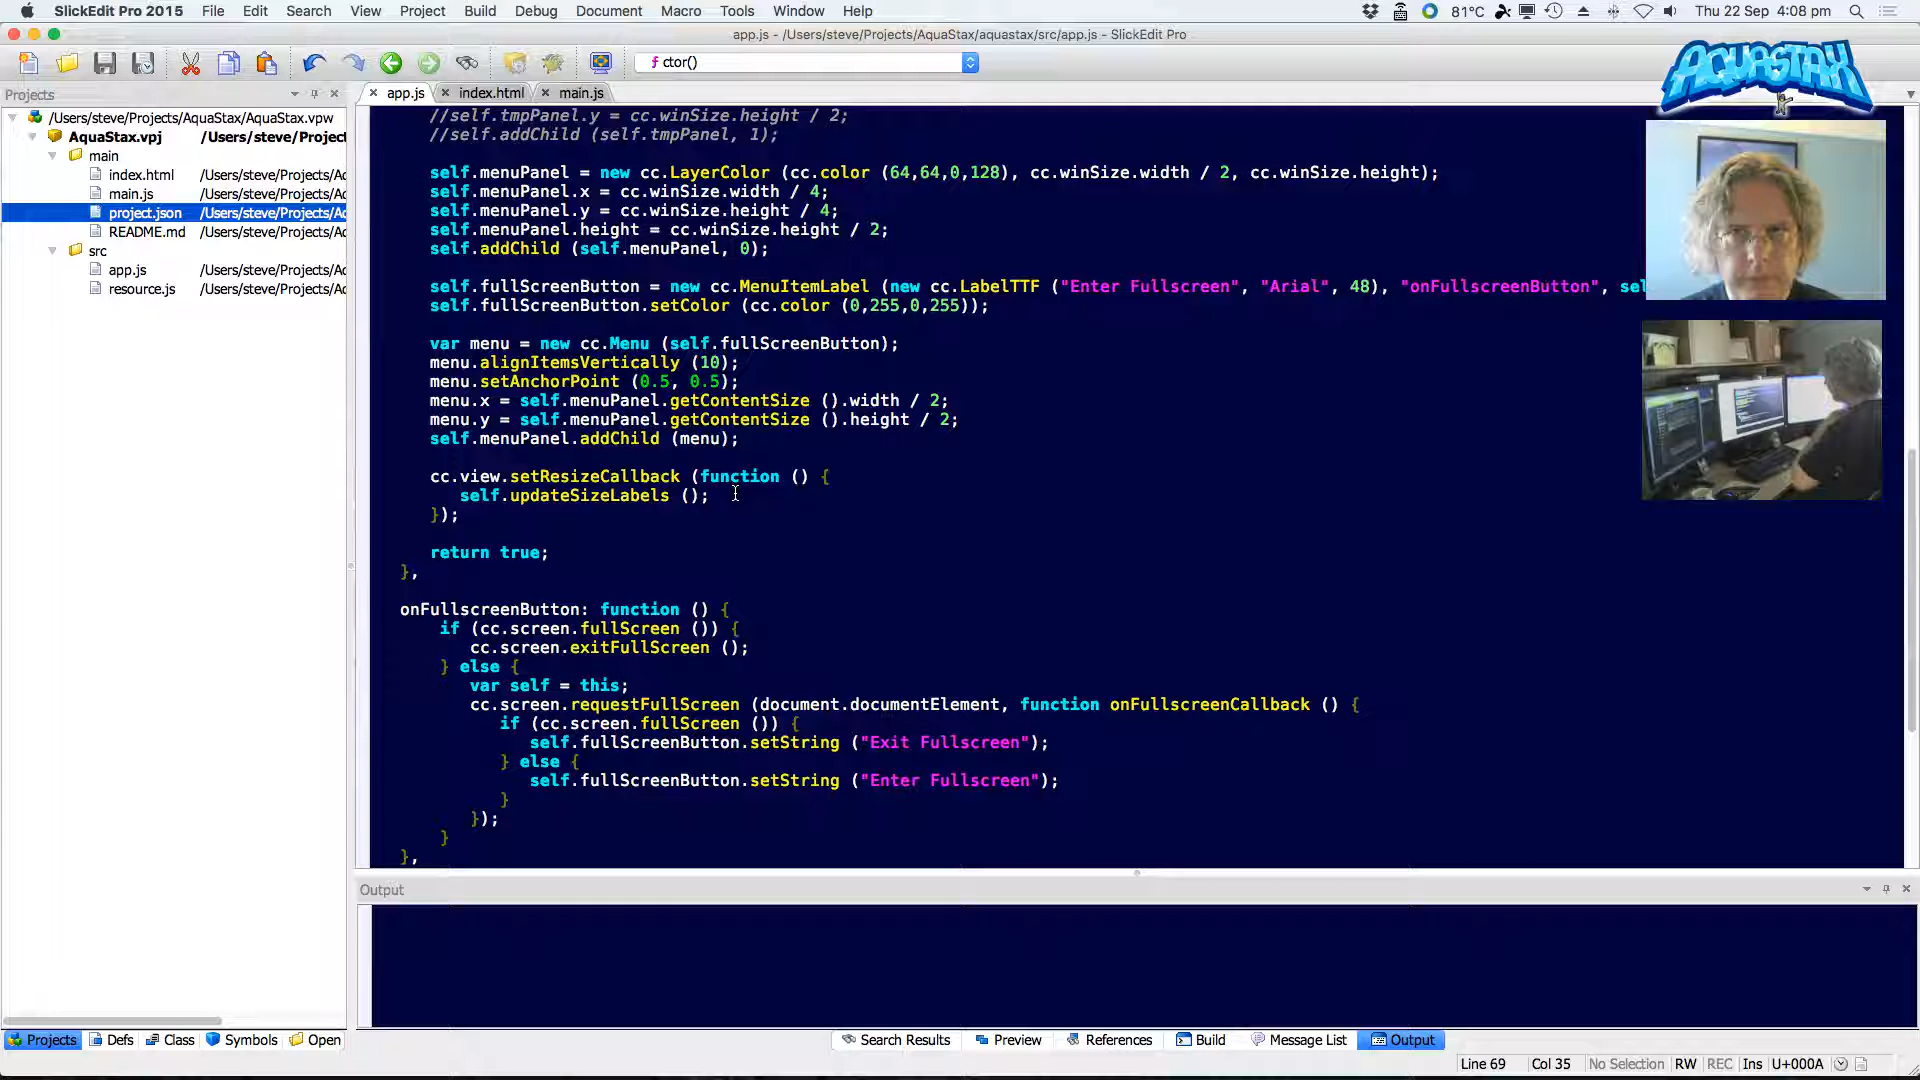 SlickEdit Pro 2015 File Edit Search View Project Build Debug Document Macro Tools Window Help
81°C Thu 22 Sep 4:08 pm
app.js - /Users/steve/Projects/AquaStax/aquastax/src/app.js - SlickEdit Pro
ctor()
AQUASTAX
Projects
app.js index.html main.js
/Users/steve/Projects/AquaStax/AquaStax.vpw
AquaStax.vpj /Users/steve/Project
main
index.html /Users/steve/Projects/Aq
main.js /Users/steve/Projects/Aq
project.json /Users/steve/Projects/Aq
README.md /Users/steve/Projects/Aq
src
app.js /Users/steve/Projects/Aq
resource.js /Users/steve/Projects/Aq
//self.tmpPanel.y = cc.winSize.height / 2;
//self.addChild (self.tmpPanel, 1);
self.menuPanel = new cc.LayerColor (cc.color (64,64,0,128), cc.winSize.width / 2, cc.winSize.height);
self.menuPanel.x = cc.winSize.width / 4;
self.menuPanel.y = cc.winSize.height / 4;
self.menuPanel.height = cc.winSize.height / 2;
self.addChild (self.menuPanel, 0);
self.fullScreenButton = new cc.MenuItemLabel (new cc.LabelTTF ("Enter Fullscreen", "Arial", 48), "onFullscreenButton", sel
self.fullScreenButton.setColor (cc.color (0,255,0,255));
var menu = new cc.Menu (self.fullScreenButton);
menu.alignItemsVertically (10);
menu.setAnchorPoint (0.5, 0.5);
menu.x = self.menuPanel.getContentSize ().width / 2;
menu.y = self.menuPanel.getContentSize ().height / 2;
self.menuPanel.addChild (menu);
cc.view.setResizeCallback (function () {
self.updateSizeLabels ();
});
return true;
},
onFullscreenButton: function () {
if (cc.screen.fullScreen ()) {
cc.screen.exitFullScreen ();
} else {
var self = this;
cc.screen.requestFullScreen (document.documentElement, function onFullscreenCallback () {
if (cc.screen.fullScreen ()) {
self.fullScreenButton.setString ("Exit Fullscreen");
} else {
self.fullScreenButton.setString ("Enter Fullscreen");
}
});
}
},
Output
Projects Defs Class Symbols Open
Search Results Preview References Build Message List Output
Line 69 Col 35 No Selection RW REC Ins U+000A